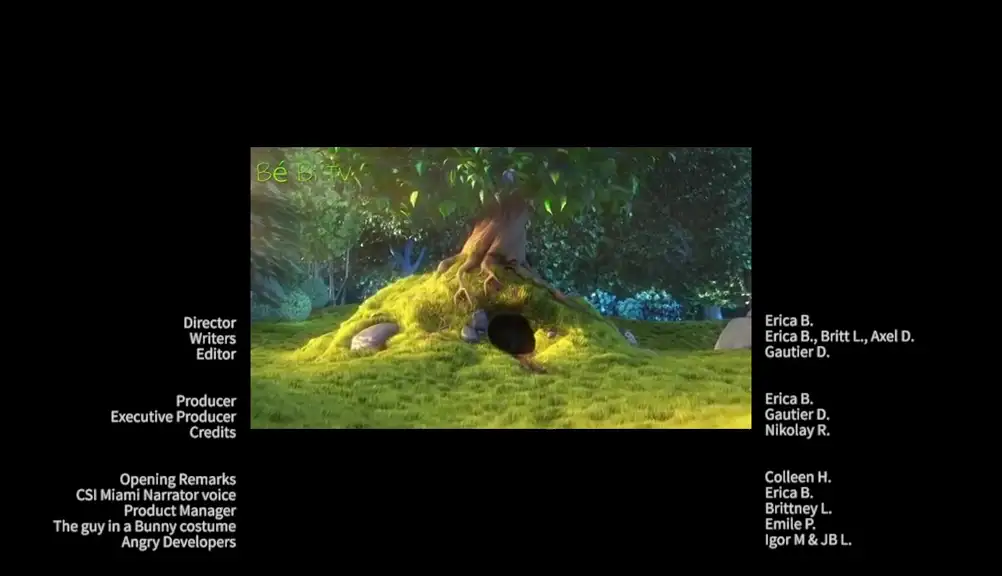 Bé Bi Tv
Director Erica B.
Writers Erica B., Britt L., Axel D.
Editor Gautier D.
Producer Erica B.
Executive Producer Gautier D.
Credits Nikolay R.
Opening Remarks Colleen H.
CSI Miami Narrator voice Erica B.
Product Manager Brittney L.
The guy in a Bunny costume Emile P.
Angry Developers Igor M & JB L.